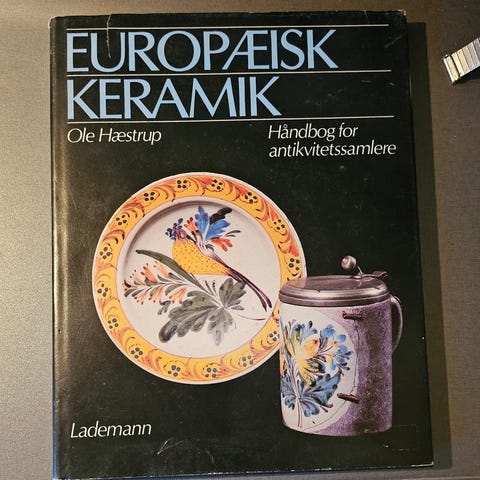 EUROPÆISK
KERAMIK
Ole Hæstrup
Håndbog for
antikvitetssamlere
Lademann